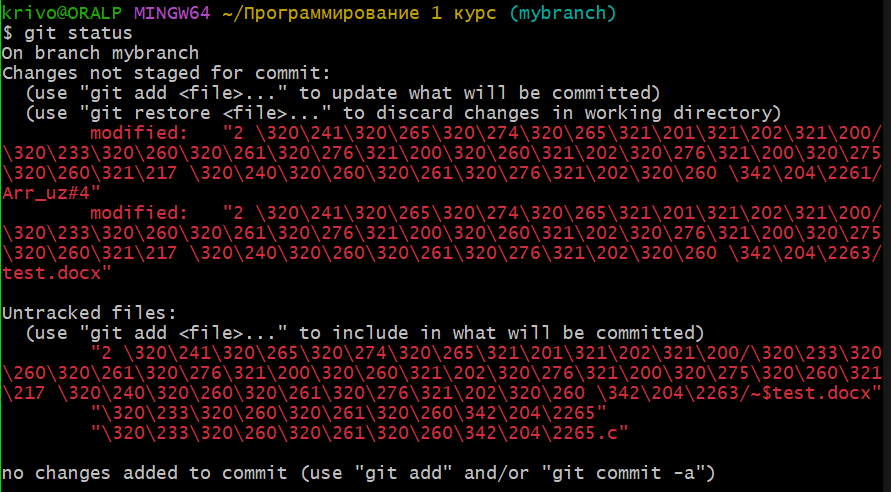 krivo@ORALP MINGW64 ~/Программирование 1 курс (mybranch)
$ git status
On branch mybranch
Changes not staged for commit:
  (use "git add <file>..." to update what will be committed)
  (use "git restore <file>..." to discard changes in working directory)
        modified:   "2 \320\241\320\265\320\274\320\265\321\201\321\202\321\200/
\320\233\320\260\320\261\320\276\321\200\320\260\321\202\320\276\321\200\320\275
\320\260\321\217 \320\240\320\260\320\261\320\276\321\202\320\260 \342\204\2261/
Arr_uz#4"
        modified:   "2 \320\241\320\265\320\274\320\265\321\201\321\202\321\200/
\320\233\320\260\320\261\320\276\321\200\320\260\321\202\320\276\321\200\320\275
\320\260\321\217 \320\240\320\260\320\261\320\276\321\202\320\260 \342\204\2263/
test.docx"
Untracked files:
  (use "git add <file>..." to include in what will be committed)
        "2 \320\241\320\265\320\274\320\265\321\201\321\202\321\200/\320\233\320
\260\320\261\320\276\321\200\320\260\321\202\320\276\321\200\320\275\320\260\321
\217 \320\240\320\260\320\261\320\276\321\202\320\260 \342\204\2263/~$test.docx"
        "\320\233\320\260\320\261\320\260\342\204\2265"
        "\320\233\320\260\320\261\320\260\342\204\2265.c"
no changes added to commit (use "git add" and/or "git commit -a")